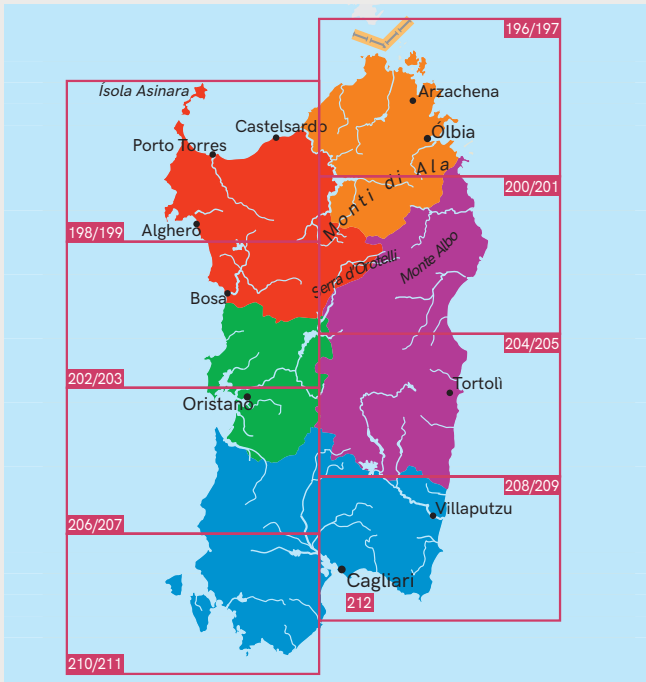 196/197
Ísola Asinara
Arzachena
Castelsardo
Ólbia
Porto Torres
Monti di Ala
200/201
Alghero
198/199
Monte Albo
Serra d'Orotelli
Bosa
204/205
202/203
Tortolì
Oristano
208/209
Villaputzu
206/207
Cagliari
212
210/211